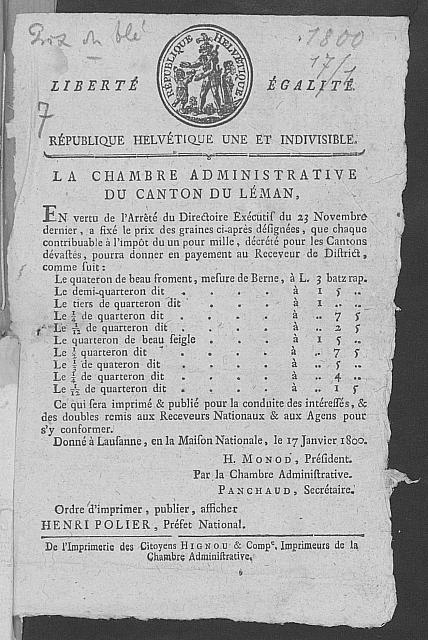 Prix du blé
1800
17/1
7
RÉPUBLIQUE HELVÉTIQUE
LIBERTÉ ÉGALITÉ
RÉPUBLIQUE HELVÉTIQUE UNE ET INDIVISIBLE.
LA CHAMBRE ADMINISTRATIVE
DU CANTON DU LÉMAN,
EN vertu de l'Arrêté du Directoire Exécutif du 23 Novembre
dernier, a fixé le prix des graines ci-après désignées, que chaque
contribuable à l'impôt du un pour mille, décrété pour les Cantons
dévastés, pourra donner en payement au Receveur de District,
comme suit:
Le quateron de beau froment, mesure de Berne, à L. 3 batz rap.
Le demi-quarteron dit . . . . à 1 5 ..
Le tiers de quarteron dit . . . . à 1 .. ..
Le 1/4 de quarteron dit . . . . à .. 7 5
Le 1/12 de quarteron dit . . . . à .. 2 5
Le quarteron de beau seigle . . . . à 1 5 ..
Le 1/2 quarteron dit . . . . à .. 7 5
Le 1/3 de quateron dit . . . . à .. 5 ..
Le 1/4 de quarteron dit . . . . à .. 4 ..
Le 1/12 de quarteron dit . . . . à .. 1 5
Ce qui sera imprimé & publié pour la conduite des intéressés, &
des doubles remis aux Receveurs Nationaux & aux Agens pour
s'y conformer.
Donné à Lausanne, en la Maison Nationale, le 17 Janvier 1800.
H. MONOD, Président.
Par la Chambre Administrative.
PANCHAUD, Secrétaire.
Ordre d'imprimer, publier, afficher
HENRI POLIER, Préfet National.
De l'Imprimerie des Citoyens HIGNOU & Compe. Imprimeurs de la
Chambre Administrative.